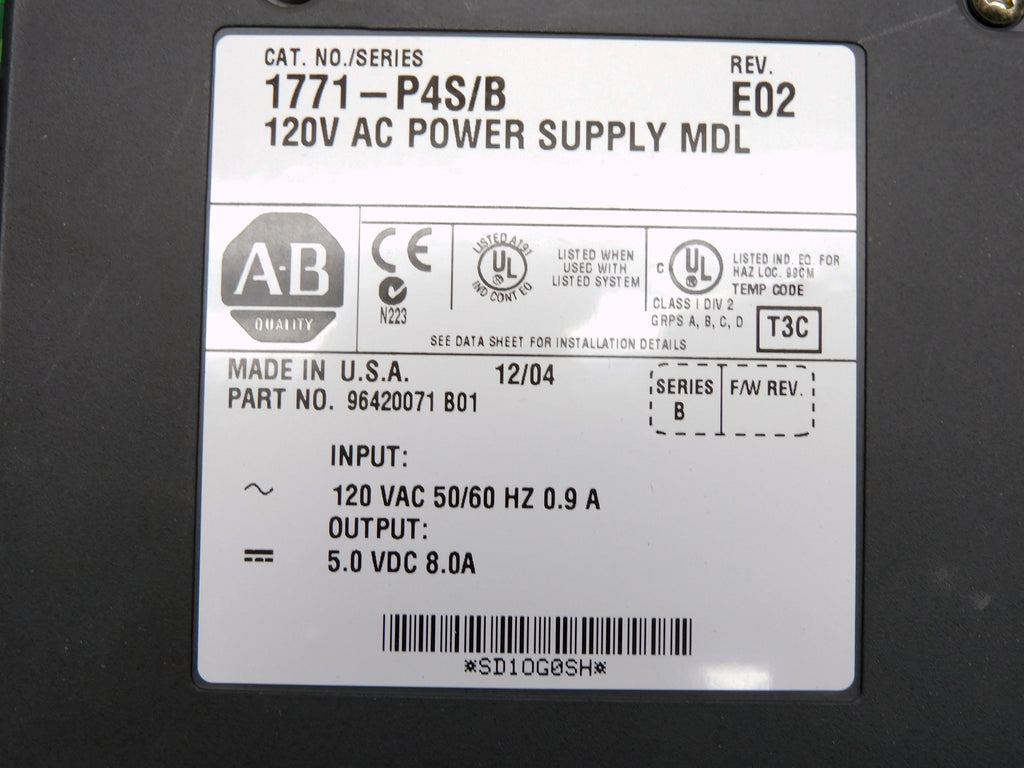 CAT. NO./SERIES
1771-P4S/B
120V AC POWER SUPPLY MDL
REV.
E02
A-B
QUALITY
CE
N223
LISTED A191
UL
IND CONT EQ
LISTED WHEN
USED WITH
LISTED SYSTEM
C UL
LISTED IND. EQ. FOR
HAZ LOC.
TEMP CODE
CLASS I DIV 2
GRPS A, B, C, D
T3C
SEE DATA SHEET FOR INSTALLATION DETAILS
MADE IN U.S.A. 12/04
PART NO. 96420071 B01
SERIES
B
F/W REV.
INPUT:
~ 120 VAC 50/60 HZ 0.9 A
OUTPUT:
5.0 VDC 8.0A
*SD10G0SH*